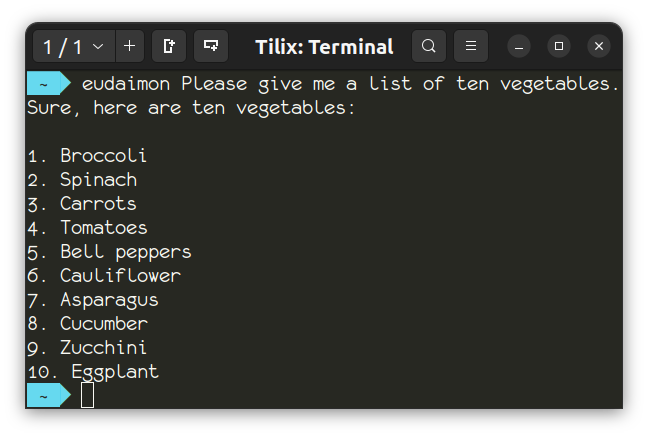 1 / 1 Tilix: Terminal
~ eudaimon Please give me a list of ten vegetables.
Sure, here are ten vegetables:
1. Broccoli
2. Spinach
3. Carrots
4. Tomatoes
5. Bell peppers
6. Cauliflower
7. Asparagus
8. Cucumber
9. Zucchini
10. Eggplant
~